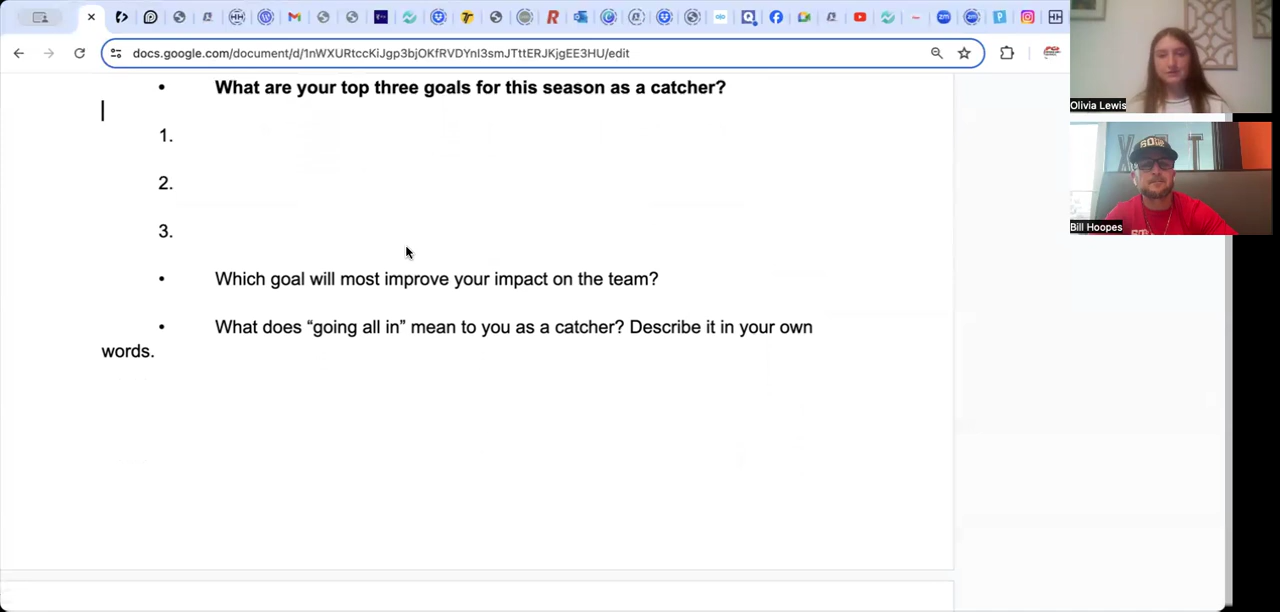 docs.google.com/document/d/1nWXURtccKiJgp3bjOKfRVDYnI3smJTttERJKjgEE3HU/edit
• What are your top three goals for this season as a catcher?
1.
2.
3.
• Which goal will most improve your impact on the team?
• What does “going all in” mean to you as a catcher? Describe it in your own
words.
Olivia Lewis
Bill Hoopes